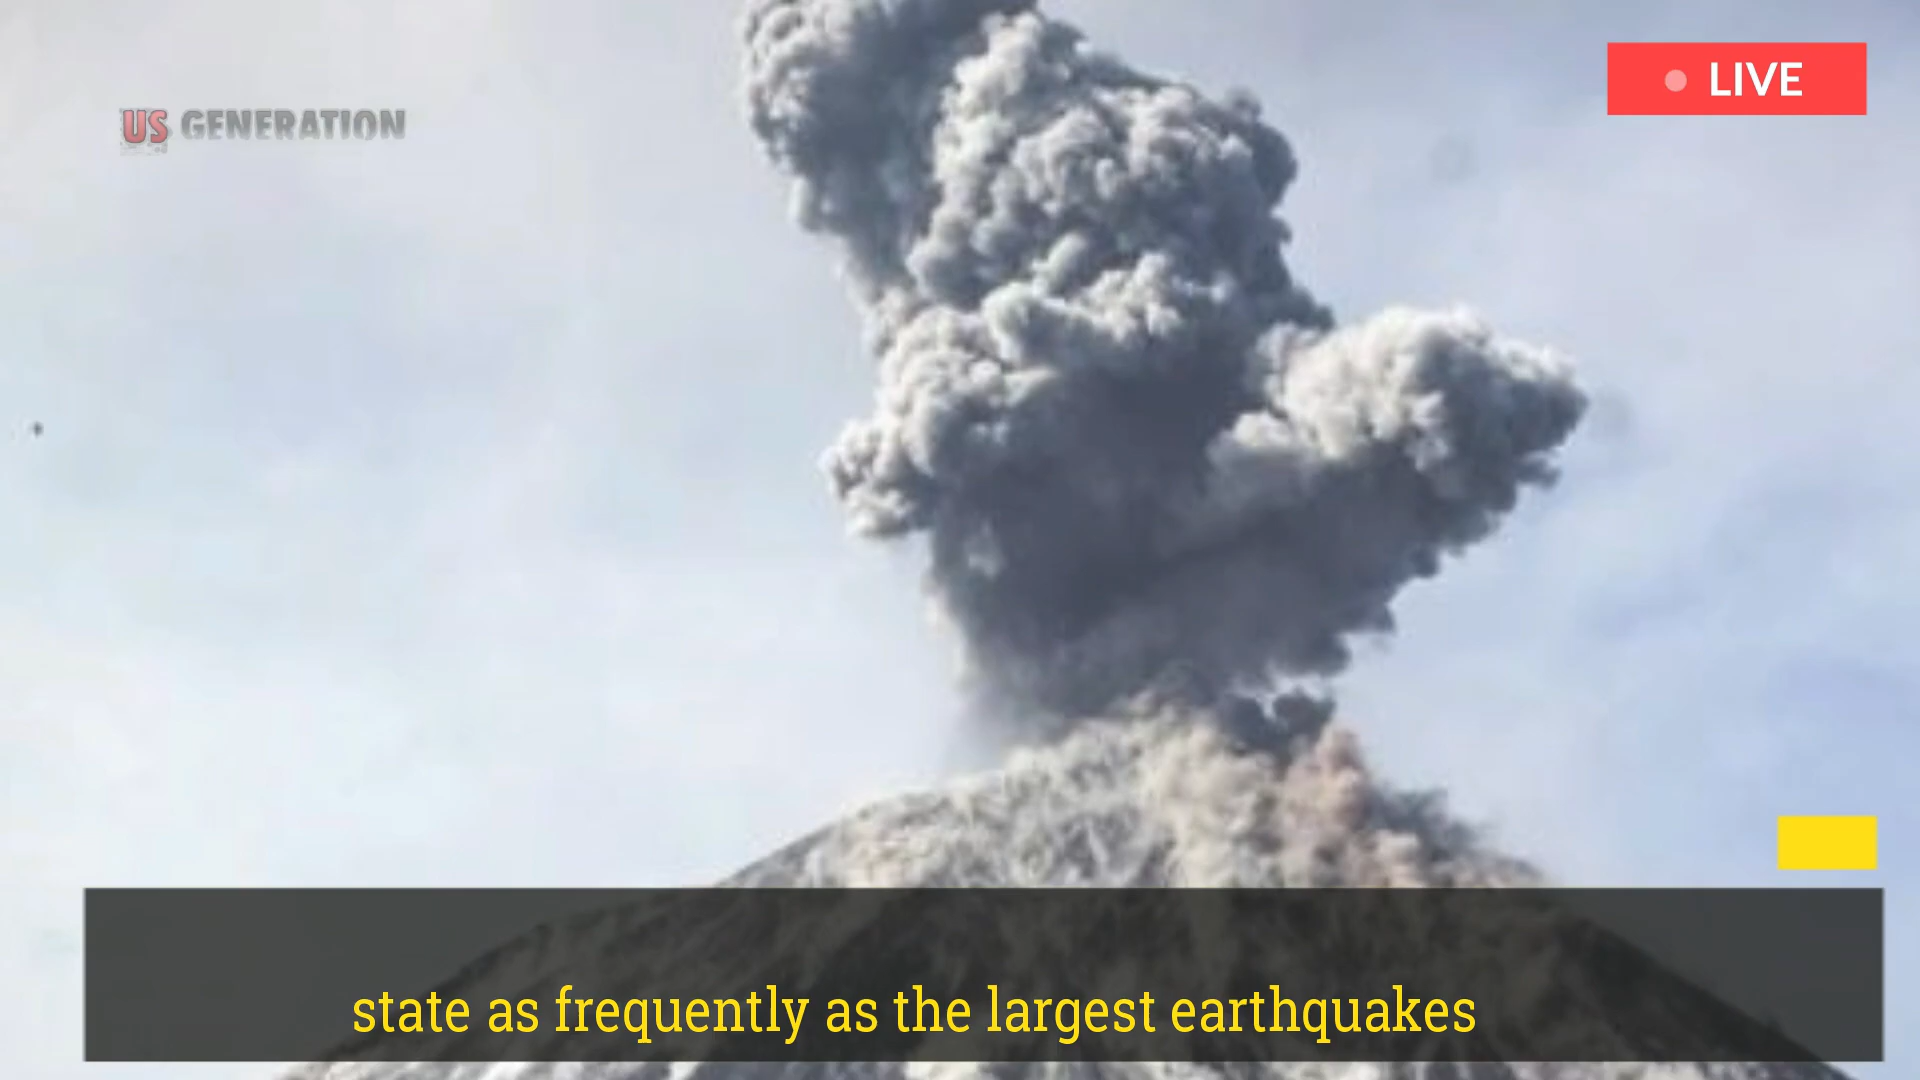 US GENERATION
LIVE
state as frequently as the largest earthquakes